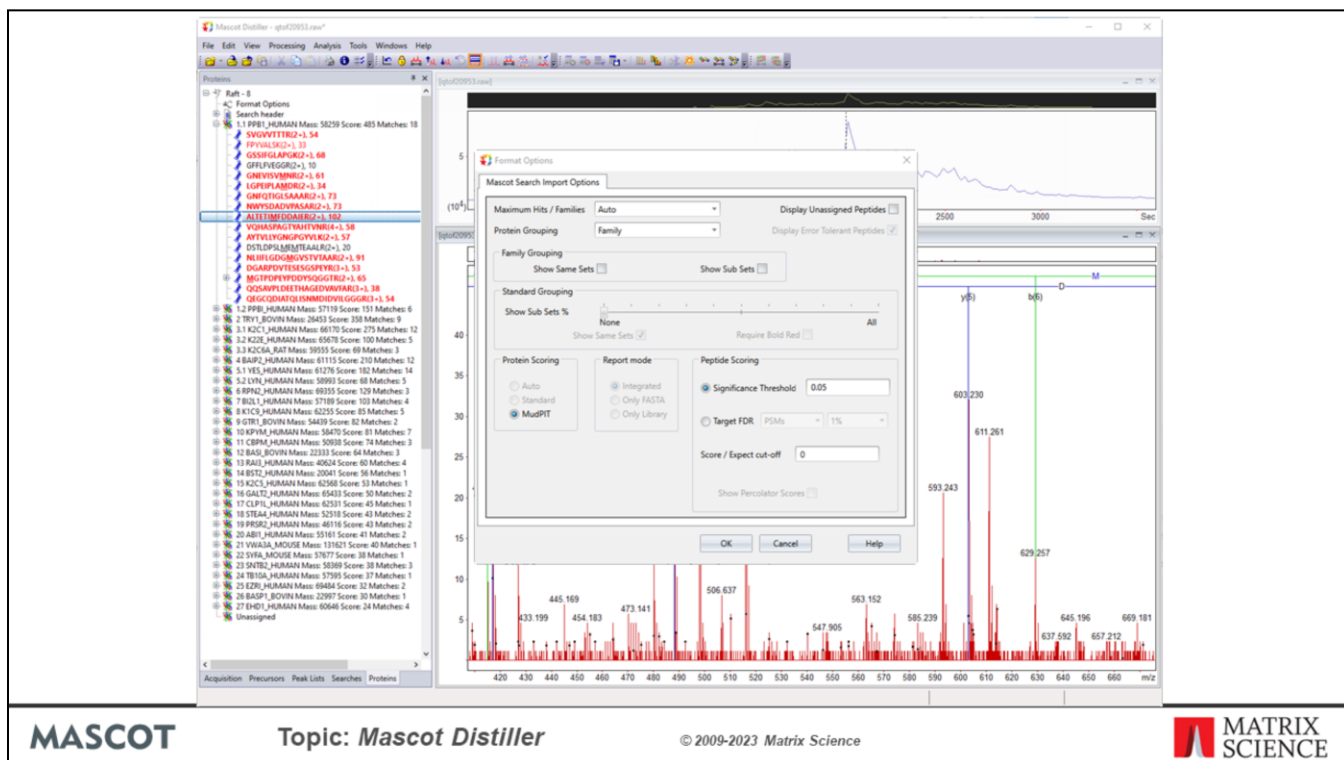 Mascot Distiller - qtof20953.raw*
File Edit View Processing Analysis Tools Windows Help
Proteins
[qtof20953.raw]
Raft - 8
Format Options
Search header
1.1 PPB1_HUMAN Mass: 58259 Score: 485 Matches: 18
SVGVVTTTR(2+), 54
FPYVALSK(2+), 33
GSSIFGLAPGK(2+), 68
GFFLFVEGGR(2+), 10
GNEVISVMNR(2+), 61
LGPEIPLAMDR(2+), 34
GNFQTIGLSAAAR(2+), 73
NWYSDADVPASAR(2+), 73
ALTETIMFDDAIER(2+), 102
VQHASPAGTYAHTVNR(4+), 58
AYTVLLYGNGPGYVLK(2+), 57
DSTLDPSLMEMTEAALR(2+), 20
NLIIFLGDGMGVSTVTAAR(2+), 91
DGARPDVTESESGSPEYR(3+), 53
MGTPDPEYPDDYSQGGTR(2+), 65
QQSAVPLDEETHAGEDVAVFAR(3+), 38
QEGCQDIATQLISNMDIDVILGGGR(3+), 54
1.2 PPBI_HUMAN Mass: 57119 Score: 151 Matches: 6
2 TRY1_BOVIN Mass: 26453 Score: 358 Matches: 9
3.1 K2C1_HUMAN Mass: 66170 Score: 275 Matches: 12
3.2 K22E_HUMAN Mass: 65678 Score: 100 Matches: 5
3.3 K2C6A_RAT Mass: 59555 Score: 69 Matches: 3
4 BAIP2_HUMAN Mass: 61115 Score: 210 Matches: 12
5.1 YES_HUMAN Mass: 61276 Score: 182 Matches: 14
5.2 LYN_HUMAN Mass: 58993 Score: 68 Matches: 5
6 RPN2_HUMAN Mass: 69355 Score: 129 Matches: 3
7 BI2L1_HUMAN Mass: 57189 Score: 103 Matches: 4
8 K1C9_HUMAN Mass: 62255 Score: 85 Matches: 5
9 GTR1_BOVIN Mass: 54439 Score: 82 Matches: 2
10 KPYM_HUMAN Mass: 58470 Score: 81 Matches: 7
11 CBPM_HUMAN Mass: 50938 Score: 74 Matches: 3
12 BASI_BOVIN Mass: 22333 Score: 64 Matches: 3
13 RAI3_HUMAN Mass: 40624 Score: 60 Matches: 4
14 BST2_HUMAN Mass: 20041 Score: 56 Matches: 1
15 K2C5_HUMAN Mass: 62568 Score: 53 Matches: 1
16 GALT2_HUMAN Mass: 65433 Score: 50 Matches: 2
17 CLP1L_HUMAN Mass: 62531 Score: 45 Matches: 1
18 STEA4_HUMAN Mass: 52518 Score: 43 Matches: 2
19 PRSR2_HUMAN Mass: 46116 Score: 43 Matches: 2
20 ABI1_HUMAN Mass: 55161 Score: 41 Matches: 2
21 VWA3A_MOUSE Mass: 131621 Score: 40 Matches: 1
22 SYFA_MOUSE Mass: 57677 Score: 38 Matches: 1
23 SNTB2_HUMAN Mass: 58369 Score: 38 Matches: 3
24 TB10A_HUMAN Mass: 57595 Score: 37 Matches: 1
25 EZRI_HUMAN Mass: 69484 Score: 32 Matches: 2
26 BASP1_BOVIN Mass: 22997 Score: 30 Matches: 1
27 EHD1_HUMAN Mass: 60646 Score: 24 Matches: 4
Unassigned
Acquisition Precursors Peak Lists Searches Proteins
5
(10⁴)
2500 3000 Sec
Format Options
Mascot Search Import Options
Maximum Hits / Families Auto Display Unassigned Peptides
Protein Grouping Family Display Error Tolerant Peptides
Family Grouping
Show Same Sets Show Sub Sets
Standard Grouping
Show Sub Sets %
None All
Show Same Sets Require Bold Red
Protein Scoring Report mode Peptide Scoring
Auto Integrated Significance Threshold 0.05
Standard Only FASTA
MudPIT Only Library Target FDR PSMs 1%
Score / Expect cut-off 0
Show Percolator Scores
OK Cancel Help
M
D
y(5) b(6)
40
35
30
25
20
15
10
5
603.230
611.261
593.243
629.257
506.637
445.169
433.199
454.183
473.141
547.905
563.152
585.239
637.592
645.196
657.212
669.181
420 430 440 450 460 470 480 490 500 510 520 530 540 550 560 570 580 590 600 610 620 630 640 650 660 m/z
MASCOT
Topic: Mascot Distiller
© 2009-2023 Matrix Science
MATRIX
SCIENCE